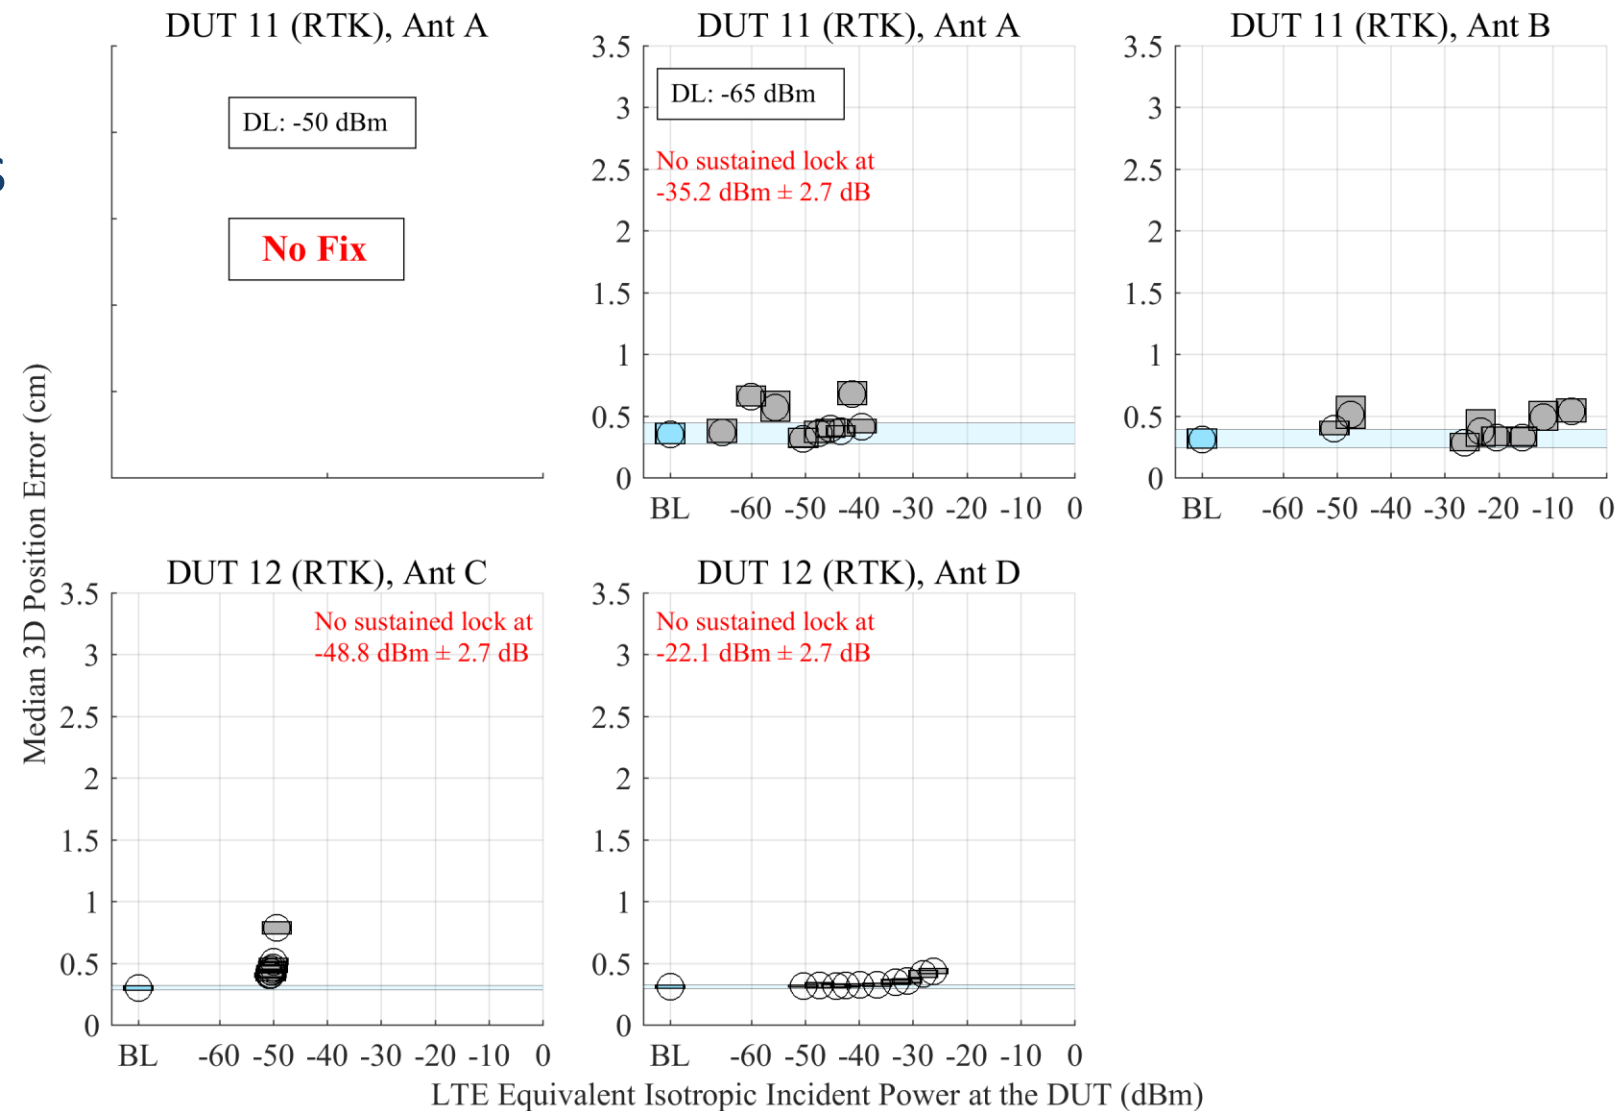 DUT 11 (RTK), Ant A
DL: -50 dBm
No Fix
DUT 11 (RTK), Ant A
3.5
3
2.5
2
1.5
1
0.5
0
DL: -65 dBm
No sustained lock at
-35.2 dBm ± 2.7 dB
BL -60 -50 -40 -30 -20 -10 0
DUT 11 (RTK), Ant B
3.5
3
2.5
2
1.5
1
0.5
0
BL -60 -50 -40 -30 -20 -10 0
Median 3D Position Error (cm)
DUT 12 (RTK), Ant C
3.5
3
2.5
2
1.5
1
0.5
0
No sustained lock at
-48.8 dBm ± 2.7 dB
BL -60 -50 -40 -30 -20 -10 0
DUT 12 (RTK), Ant D
3.5
3
2.5
2
1.5
1
0.5
0
No sustained lock at
-22.1 dBm ± 2.7 dB
BL -60 -50 -40 -30 -20 -10 0
LTE Equivalent Isotropic Incident Power at the DUT (dBm)